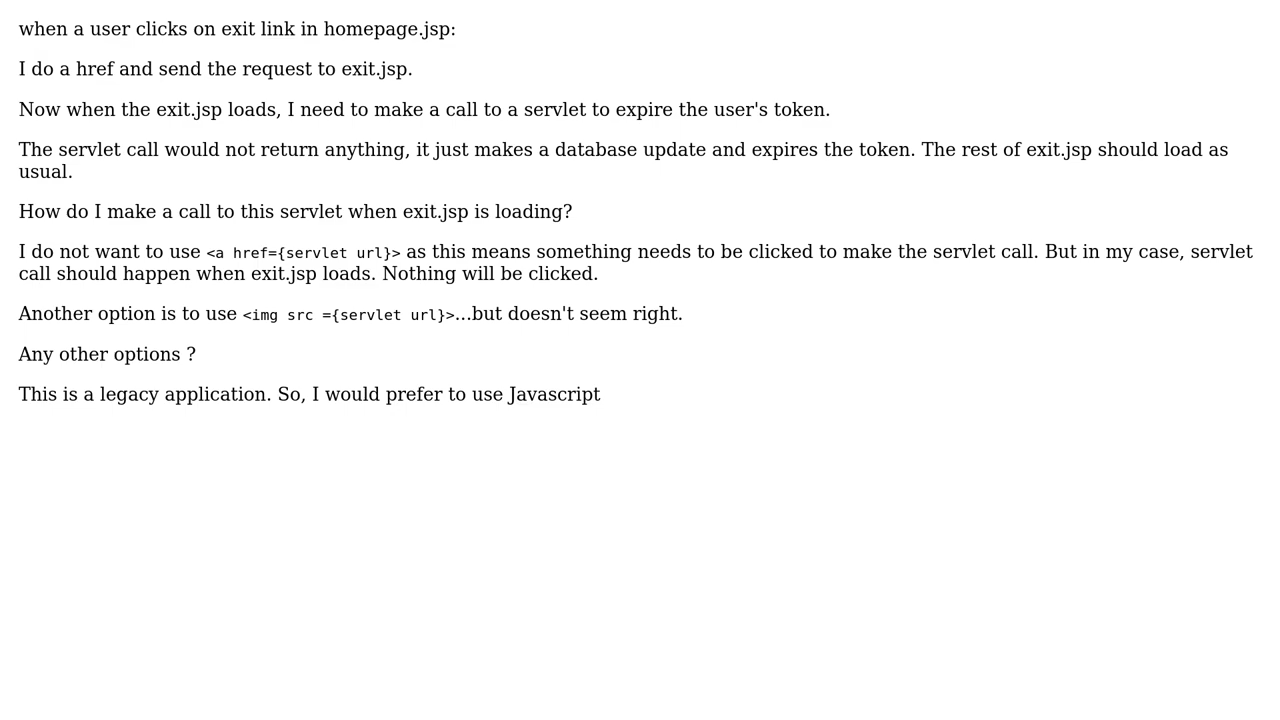 when a user clicks on exit link in homepage.jsp:
I do a href and send the request to exit.jsp.
Now when the exit.jsp loads, I need to make a call to a servlet to expire the user's token.
The servlet call would not return anything, it just makes a database update and expires the token. The rest of exit.jsp should load as
usual.
How do I make a call to this servlet when exit.jsp is loading?
I do not want to use <a href={servlet url}> as this means something needs to be clicked to make the servlet call. But in my case, servlet
call should happen when exit.jsp loads. Nothing will be clicked.
Another option is to use <img src ={servlet url}>...but doesn't seem right.
Any other options ?
This is a legacy application. So, I would prefer to use Javascript